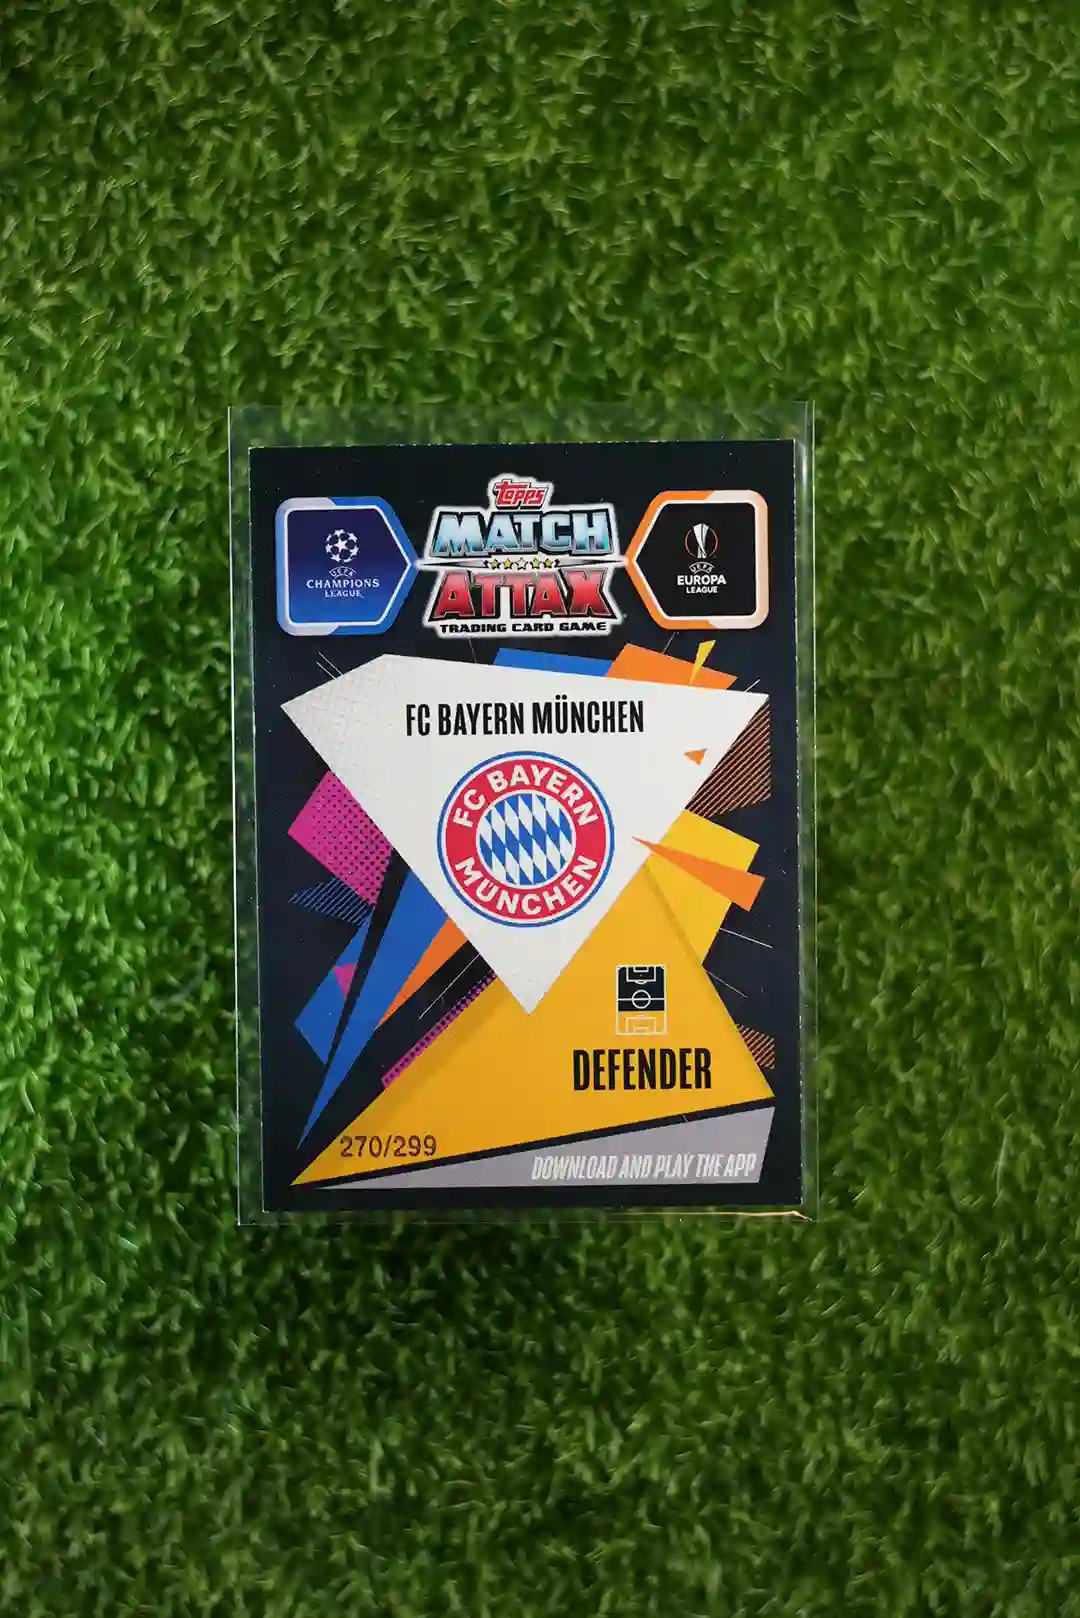 topps
MATCH
ATTAX
TRADING CARD GAME
UEFA
CHAMPIONS
LEAGUE
UEFA
EUROPA
LEAGUE
FC BAYERN MÜNCHEN
FC BAYERN
MÜNCHEN
DEFENDER
270/299
DOWNLOAD AND PLAY THE APP